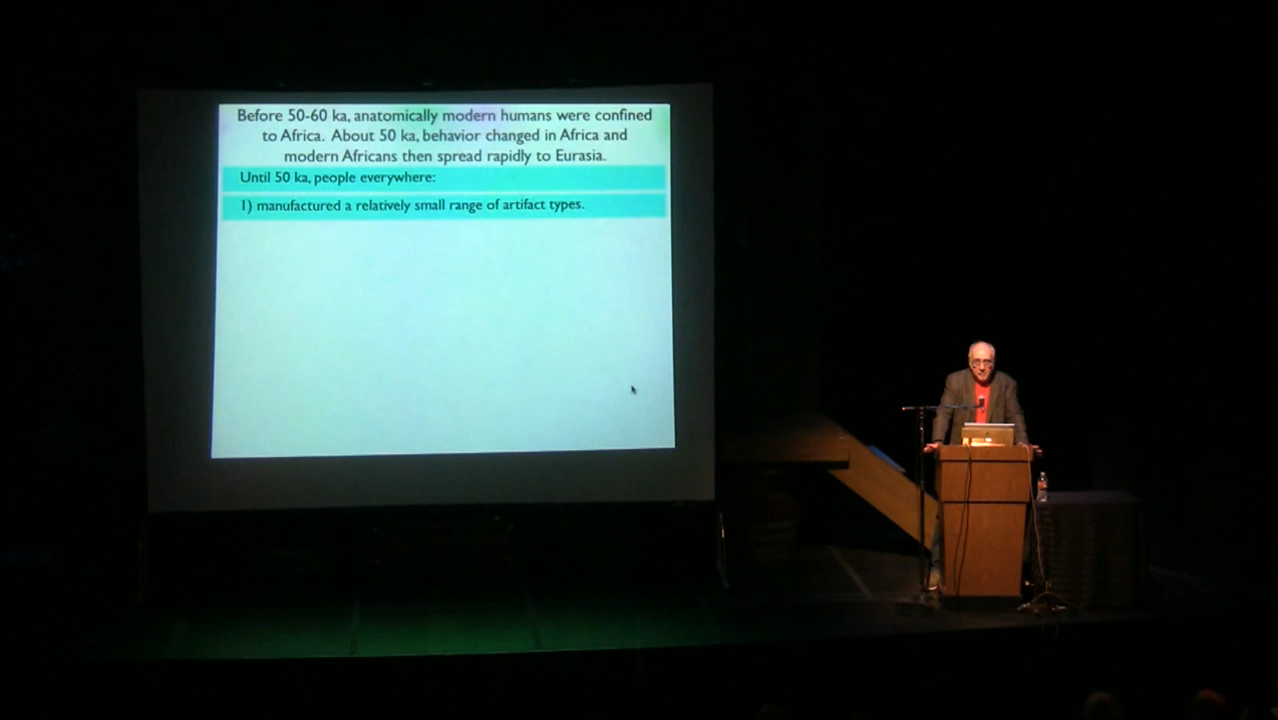 Before 50-60 ka, anatomically modern humans were confined
to Africa. About 50 ka, behavior changed in Africa and
modern Africans then spread rapidly to Eurasia.
Until 50 ka, people everywhere:
1) manufactured a relatively small range of artifact types.